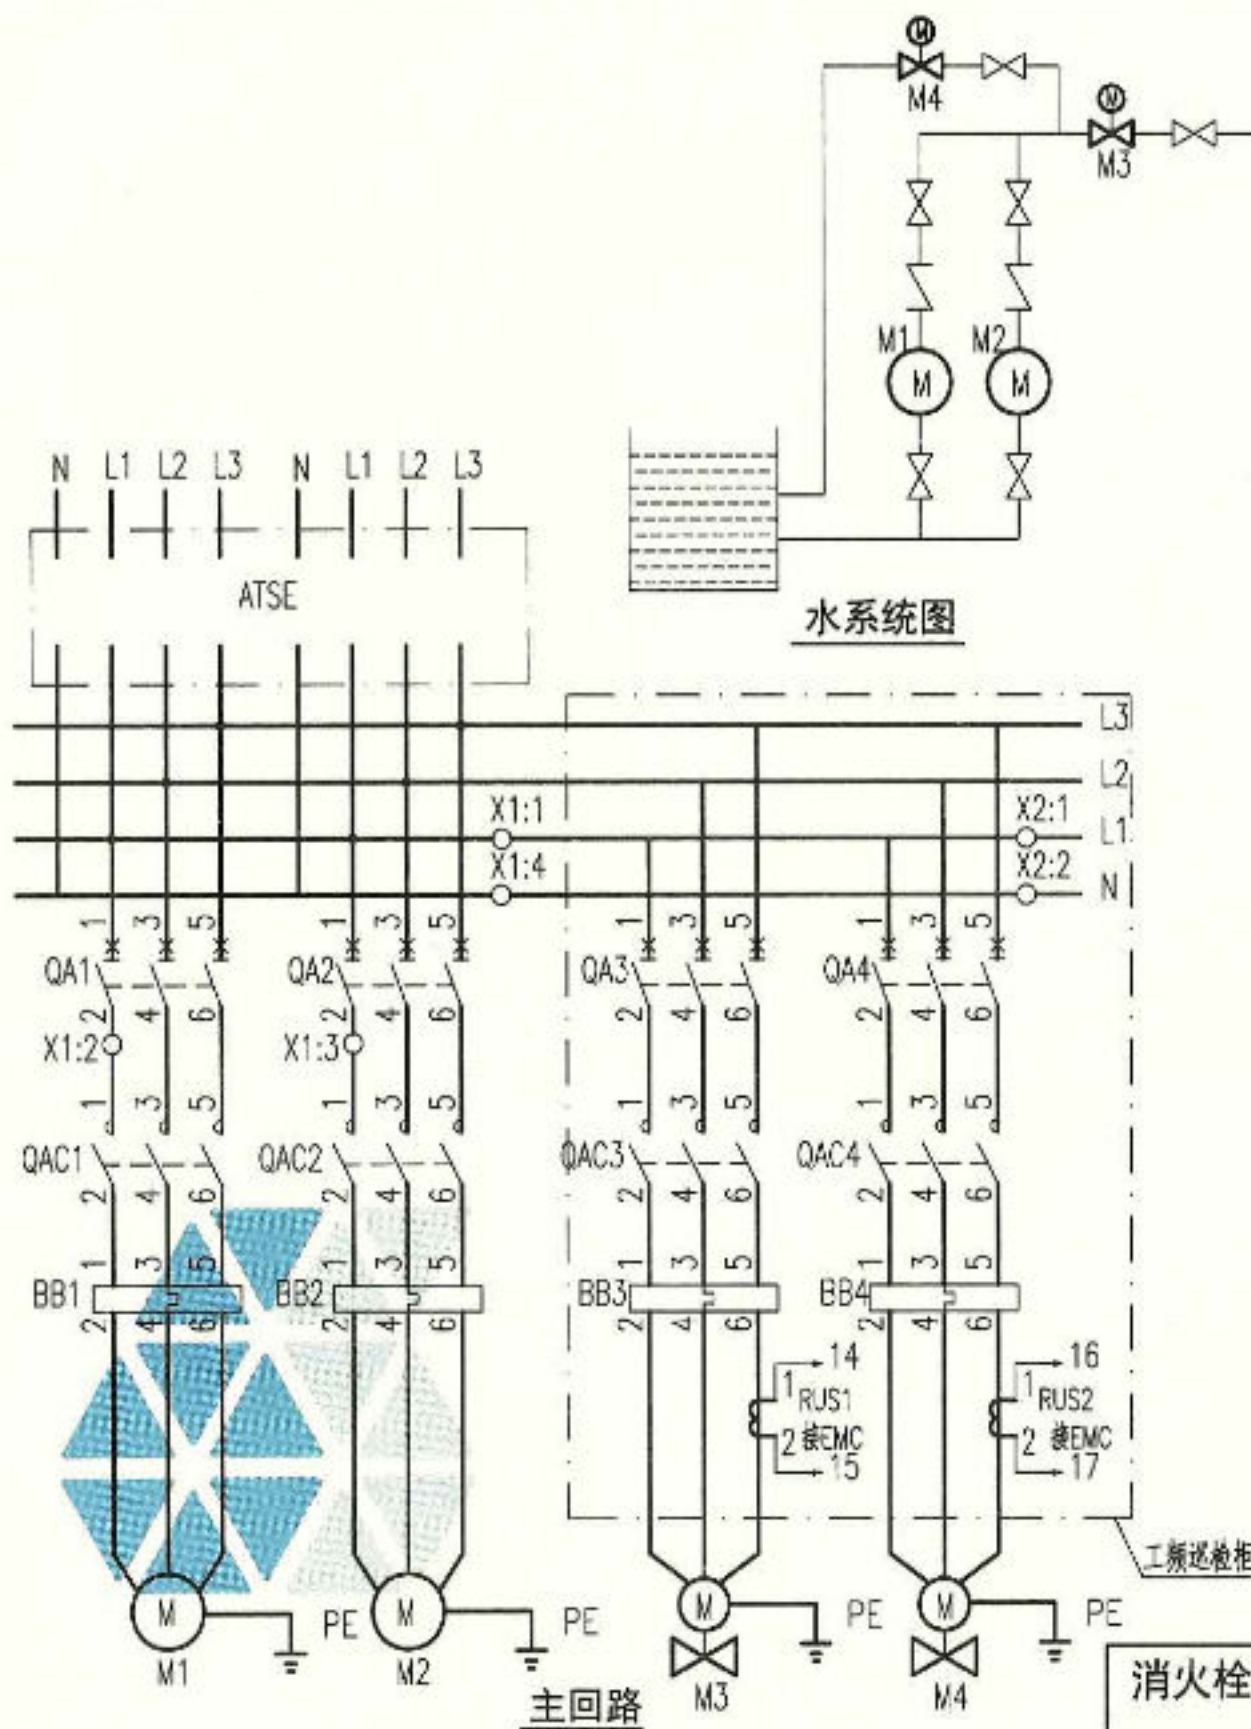 M
M4
M
M3
M1
M2
M
M
N L1 L2 L3 N L1 L2 L3
ATSE
水系统图
L3
L2
X1:1 X2:1 L1
X1:4 X2:2 N
1 3 5 1 3 5 1 3 5 1 3 5
QA1 QA2 QA3 QA4
2 4 6 2 4 6 2 4 6 2 4 6
X1:2 X1:3
1 3 5 1 3 5 1 3 5 1 3 5
QAC1 QAC2 QAC3 QAC4
2 4 6 2 4 6 2 4 6 2 4 6
1 3 5 1 3 5 1 3 5 1 3 5
BB1 BB2 BB3 BB4
2 4 6 2 4 6 2 4 6 2 4 6
14 16
1 RUS1 1 RUS2
2 接EMC 2 接EMC
15 17
工频巡检柜
M PE M PE M PE M PE
M1 M2 M3 M4
主回路
消火栓